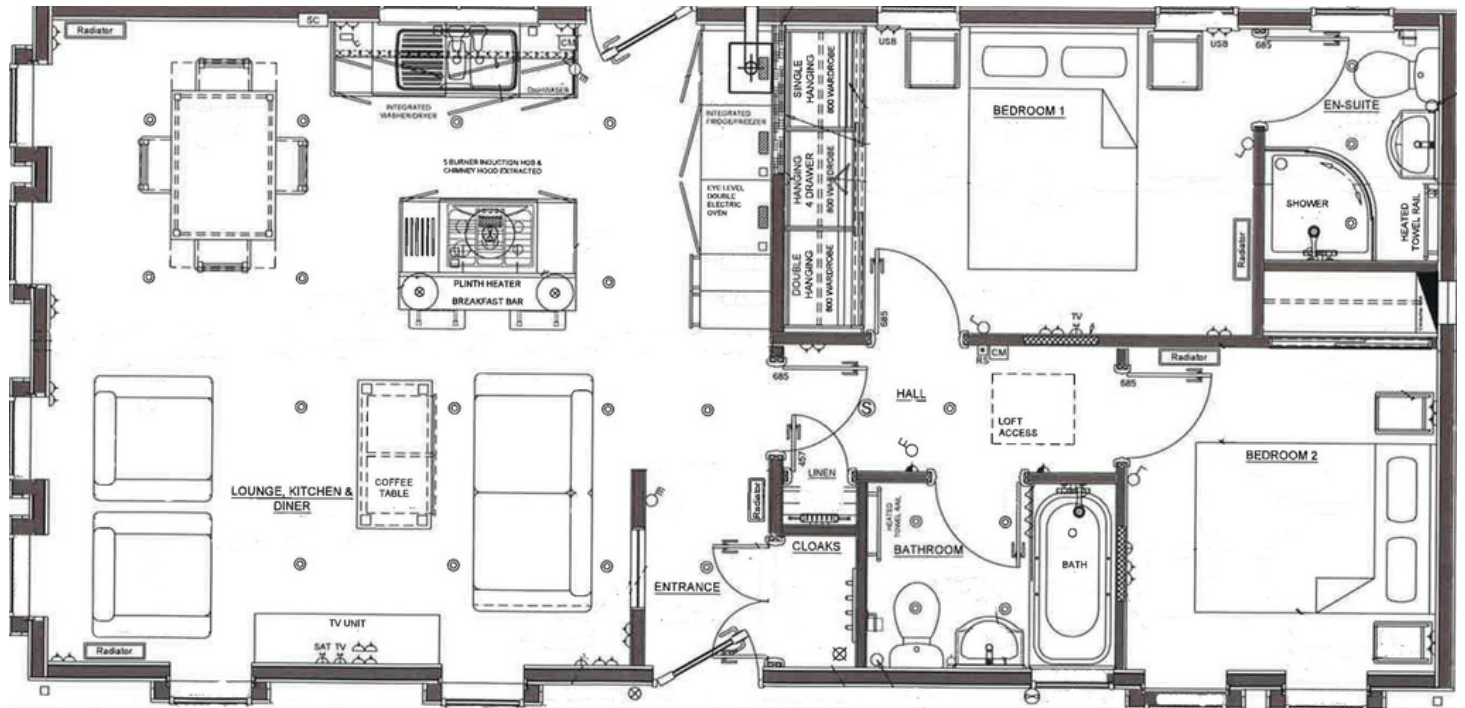 Radiator
SC
CM
INTEGRATED
WASHER/DRYER
5 BURNER INDUCTION HOB &
CHIMNEY HOOD EXTRACTED
PLINTH HEATER
BREAKFAST BAR
INTEGRATED
FRIDGE/FREEZER
EYE LEVEL
DOUBLE
ELECTRIC
OVEN
SINGLE
HANGING
800 WARDROBE
HANGING
4 DRAWER
800 WARDROBE
DOUBLE
HANGING
800 WARDROBE
USB
BEDROOM 1
USB
685
EN-SUITE
SHOWER
HEATED
TOWEL RAIL
Radiator
685
TV
RS
CM
685
HALL
S
LOFT
ACCESS
685
Radiator
BEDROOM 2
457
LINEN
Radiator
COFFEE
TABLE
LOUNGE, KITCHEN &
DINER
CLOAKS
HEATED
TOWEL RAIL
BATHROOM
BATH
ENTRANCE
TV UNIT
SAT TV
Radiator